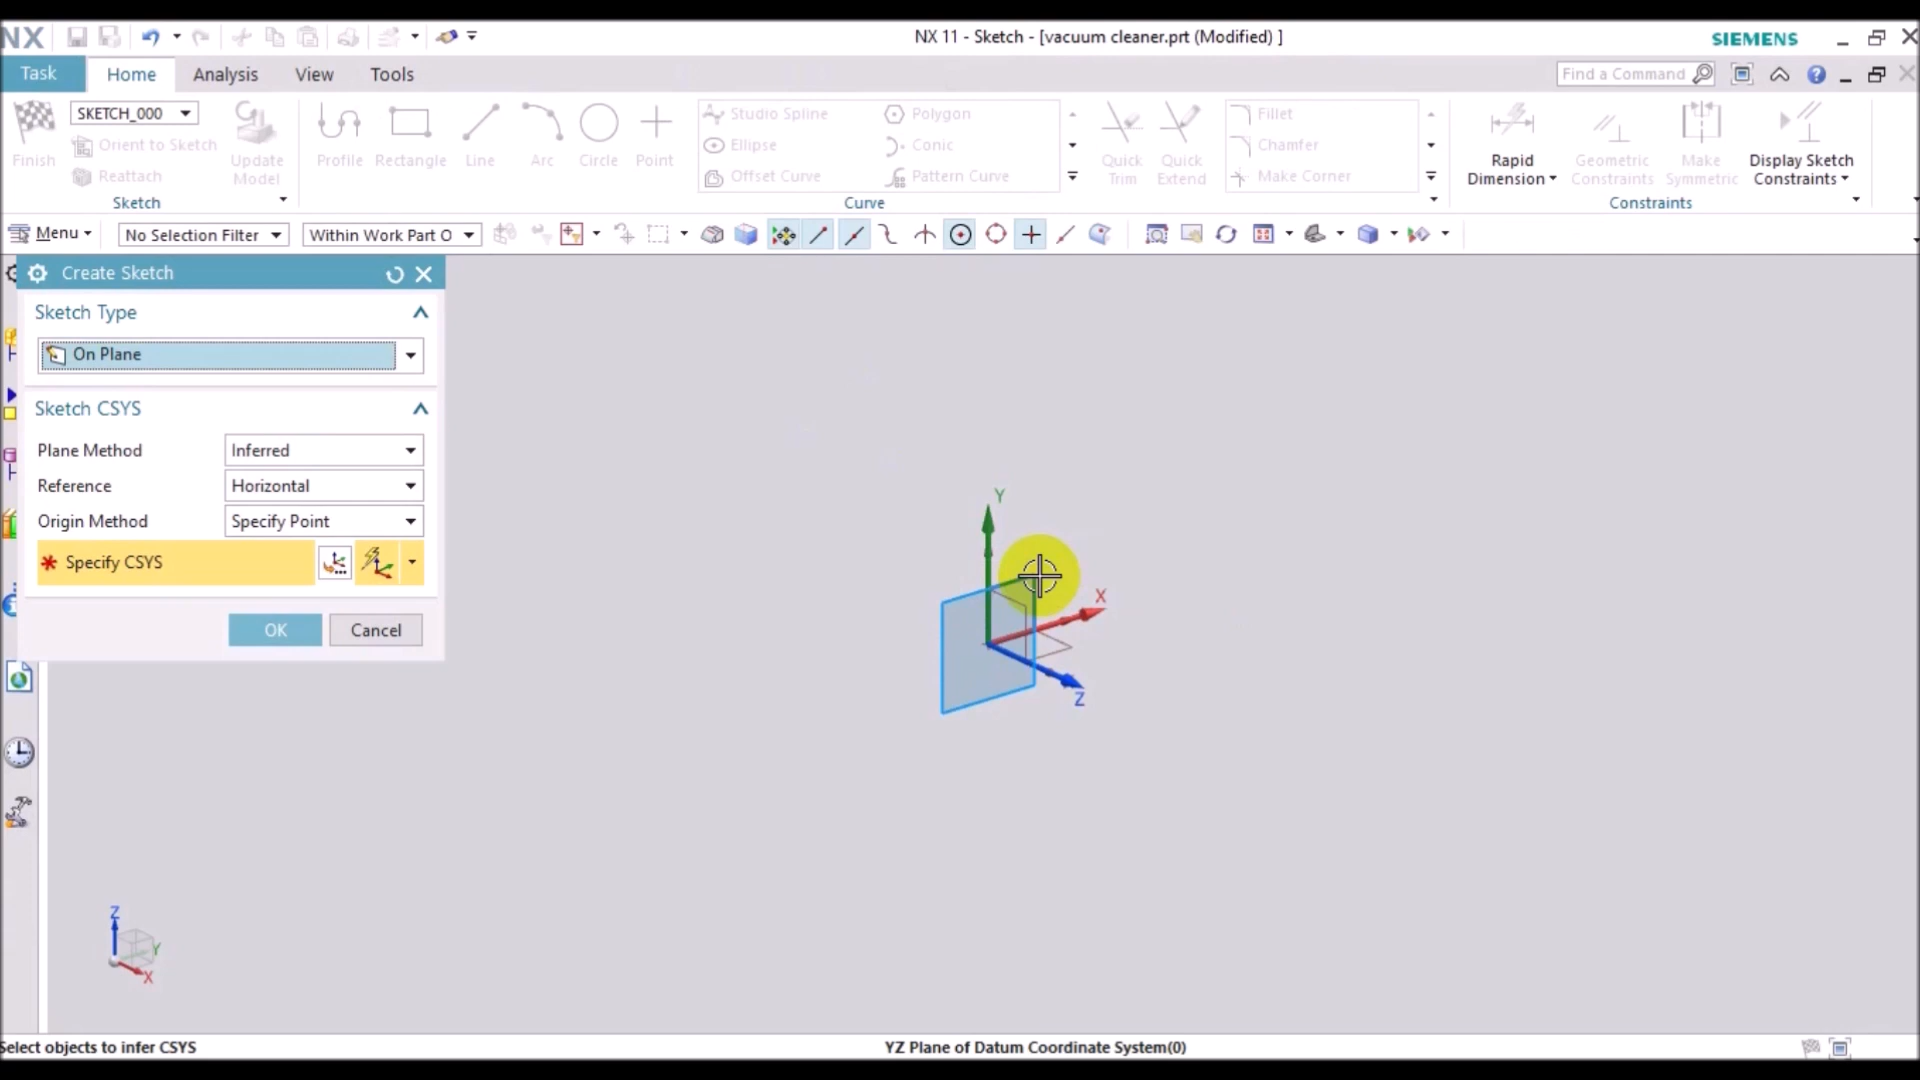 NX
NX 11 - Sketch - [vacuum cleaner.prt (Modified) ]
SIEMENS
Task
Home
Analysis
View
Tools
Find a Command
SKETCH_000
Finish
Orient to Sketch
Reattach
Update
Model
Sketch
Profile
Rectangle
Line
Arc
Circle
Point
Studio Spline
Polygon
Ellipse
Conic
Offset Curve
Pattern Curve
Curve
Quick
Trim
Quick
Extend
Fillet
Chamfer
Make Corner
Rapid
Dimension
Geometric
Constraints
Make
Symmetric
Display Sketch
Constraints
Constraints
Menu
No Selection Filter
Within Work Part O
Create Sketch
Sketch Type
On Plane
Sketch CSYS
Plane Method
Inferred
Reference
Horizontal
Origin Method
Specify Point
* Specify CSYS
OK
Cancel
Y
X
Z
Z
Y
X
Select objects to infer CSYS
YZ Plane of Datum Coordinate System(0)